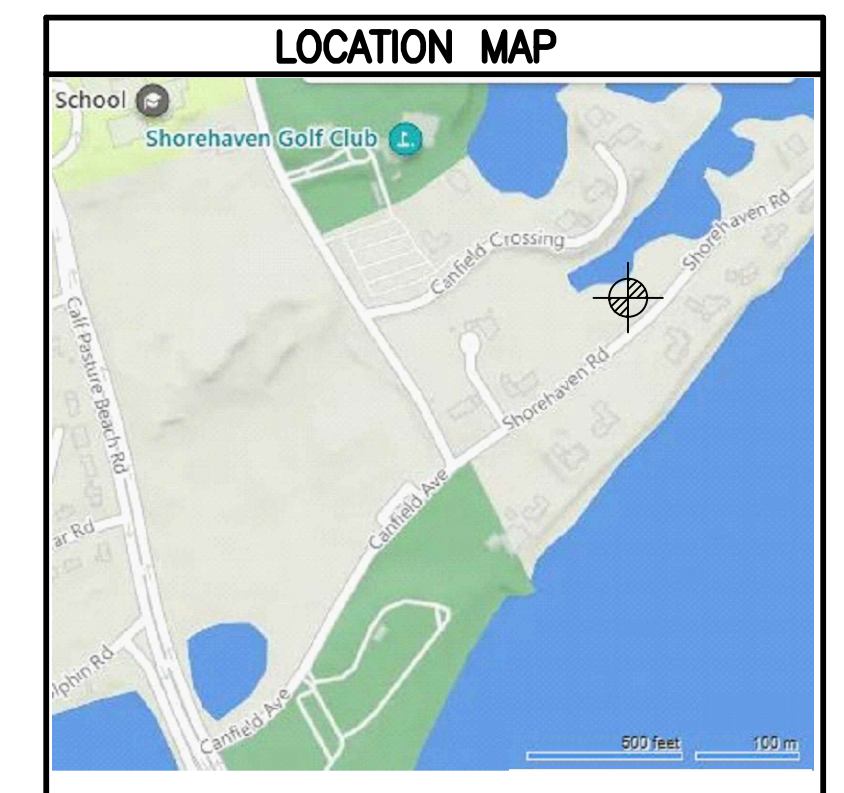 LOCATION MAP
School
Shorehaven Golf Club
Shorehaven Rd
Canfield Crossing
Calf Pasture Beach Rd
Shorehaven Rd
Canfield Ave
ar Rd
lphin Rd
Canfield Ave
500 feet
100 m